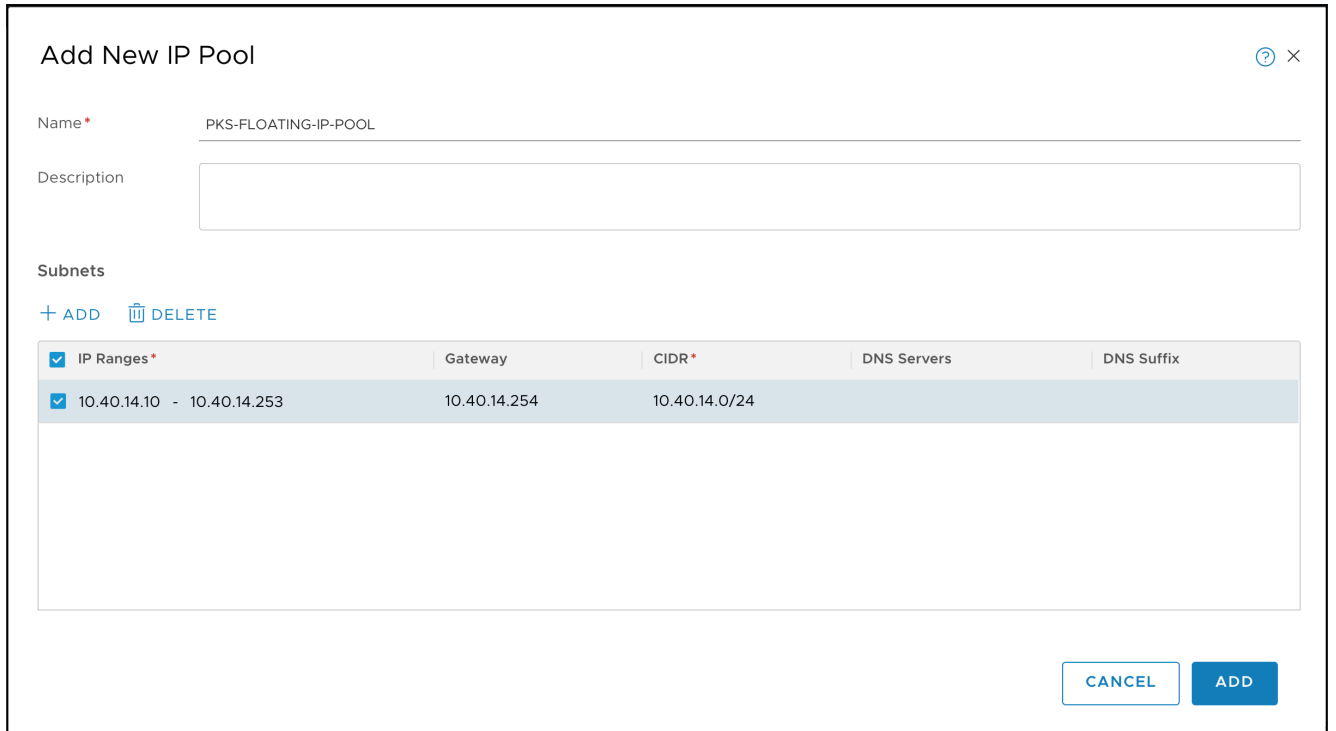 Add New IP Pool
Name*
PKS-FLOATING-IP-POOL
Description
Subnets
+ ADD DELETE
IP Ranges* Gateway CIDR* DNS Servers DNS Suffix
10.40.14.10 - 10.40.14.253 10.40.14.254 10.40.14.0/24
CANCEL ADD